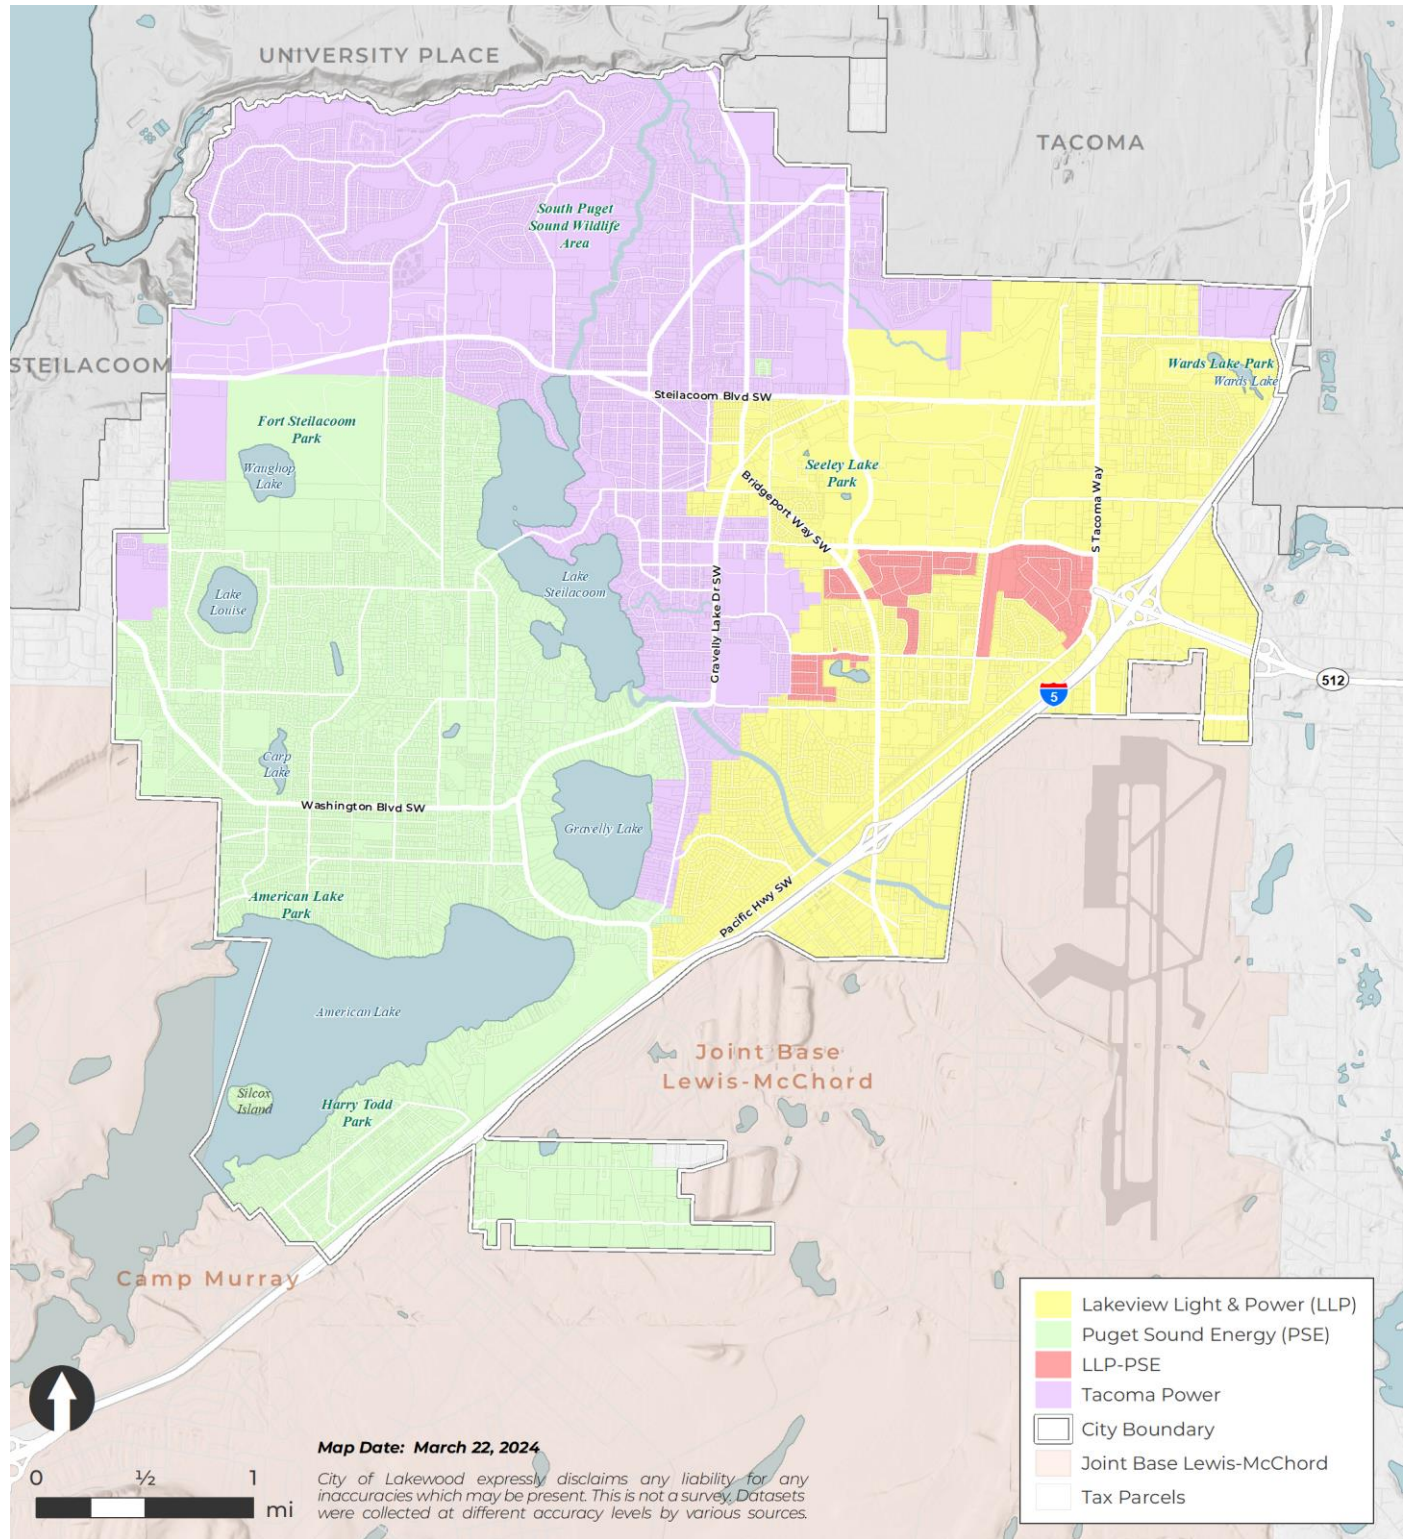 UNIVERSITY PLACE
TACOMA
South Puget
Sound Wildlife
Area
STEILACOOM
Wards Lake Park
Wards Lake
Steilacoom Blvd SW
Fort Steilacoom
Park
Waughop
Lake
Seeley Lake
Park
Bridgeport Way SW
S Tacoma Way
Lake
Louise
Lake
Steilacoom
Gravelly Lake Dr SW
512
5
Carp
Lake
Washington Blvd SW
Gravelly Lake
American Lake
Park
Pacific Hwy SW
American Lake
Joint Base
Lewis-McChord
Silcox
Island
Harry Todd
Park
Camp Murray
Lakeview Light & Power (LLP)
Puget Sound Energy (PSE)
LLP-PSE
Tacoma Power
City Boundary
Joint Base Lewis-McChord
Tax Parcels
Map Date: March 22, 2024
0 ½ 1
mi
City of Lakewood expressly disclaims any liability for any
inaccuracies which may be present. This is not a survey. Datasets
were collected at different accuracy levels by various sources.